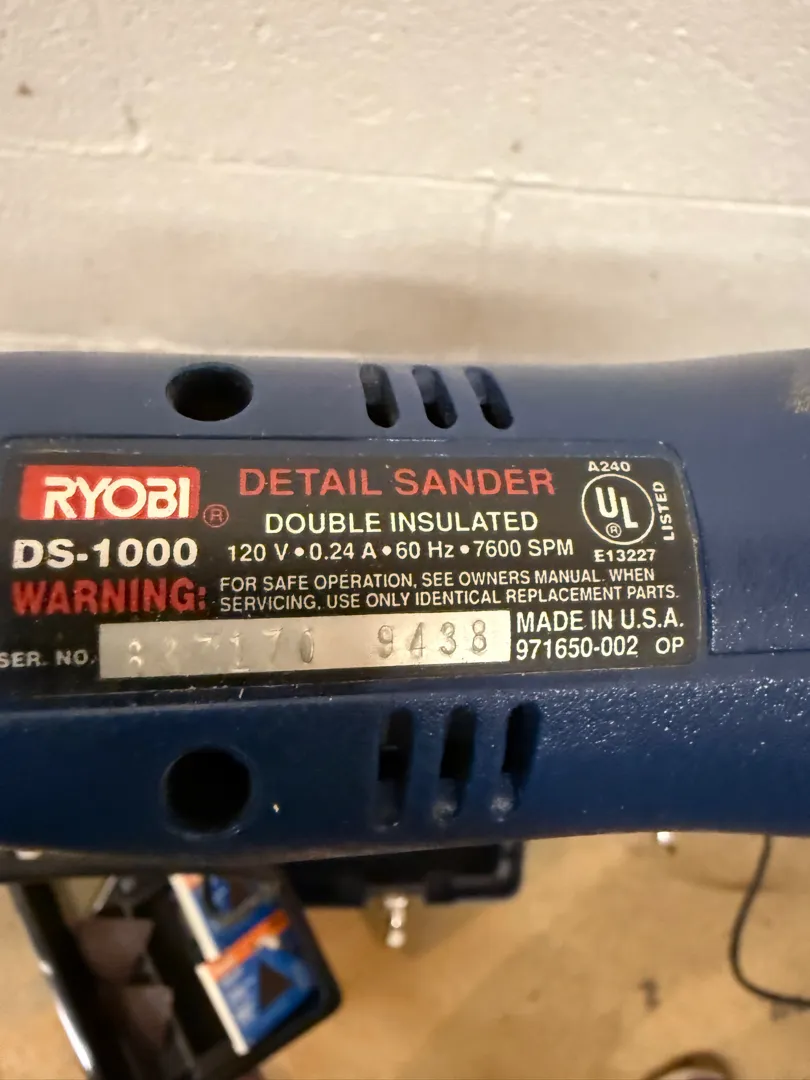 RYOBI ®
DETAIL SANDER
DOUBLE INSULATED
DS-1000
120 V • 0.24 A • 60 Hz • 7600 SPM
A240
UL ®
LISTED
E13227
WARNING: FOR SAFE OPERATION, SEE OWNERS MANUAL. WHEN
SERVICING, USE ONLY IDENTICAL REPLACEMENT PARTS.
SER. NO. 9438
MADE IN U.S.A.
971650-002 OP